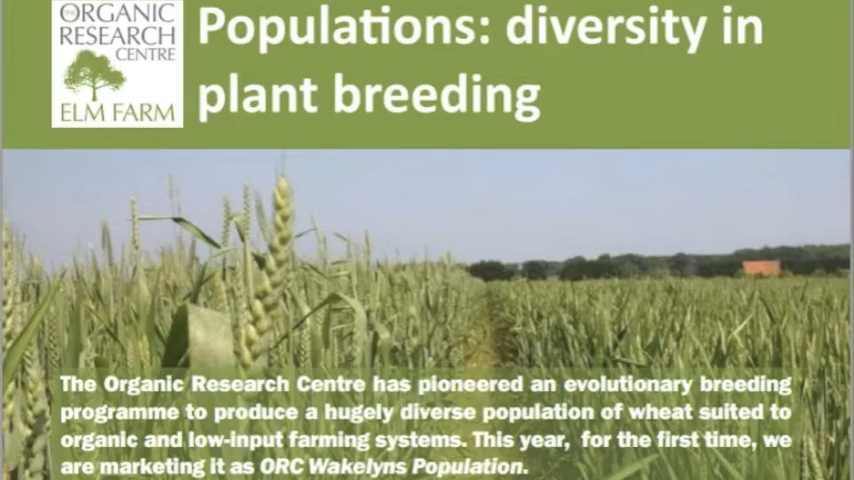 THE
ORGANIC
RESEARCH
CENTRE
ELM FARM
Populations: diversity in
plant breeding
The Organic Research Centre has pioneered an evolutionary breeding
programme to produce a hugely diverse population of wheat suited to
organic and low-input farming systems. This year, for the first time, we
are marketing it as ORC Wakelyns Population.